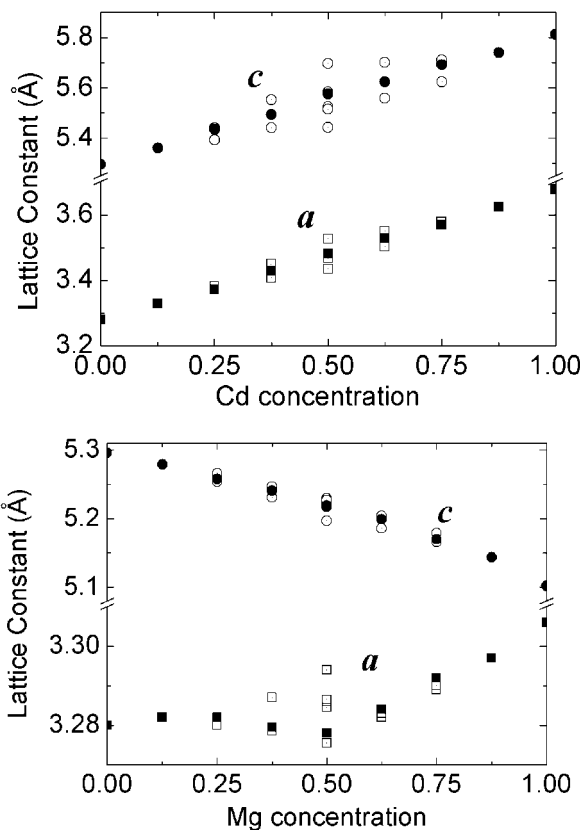 5.8
5.6
5.4
c
Lattice Constant (Å)
a
3.6
3.4
3.2
0.00 0.25 0.50 0.75 1.00
Cd concentration
5.3
5.2
5.1
c
Lattice Constant (Å)
a
3.30
3.28
0.00 0.25 0.50 0.75 1.00
Mg concentration